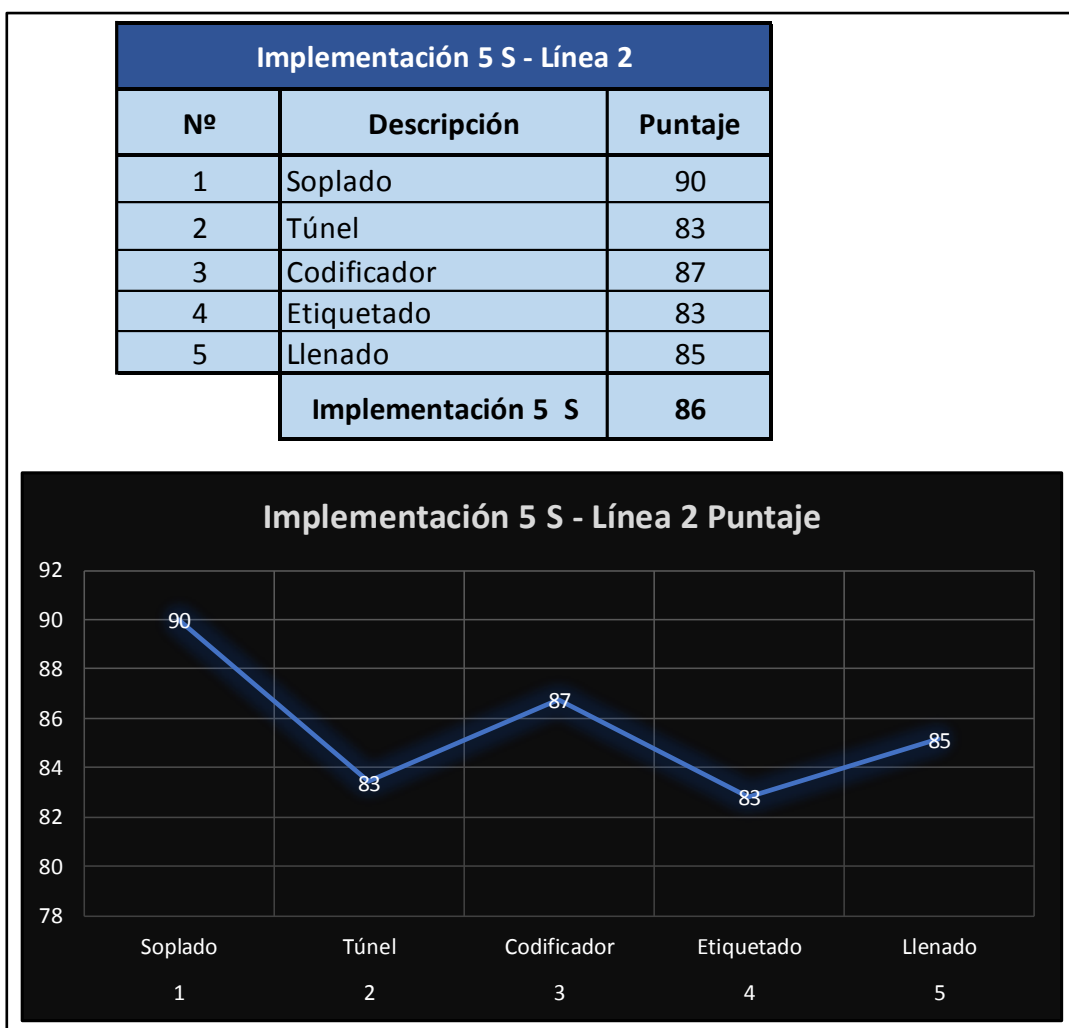 Implementación 5 S - Línea 2
Nº Descripción Puntaje
1 Soplado 90
2 Túnel 83
3 Codificador 87
4 Etiquetado 83
5 Llenado 85
Implementación 5 S 86
Implementación 5 S - Línea 2 Puntaje
92
90
88
86
84
82
80
78
90
83
87
83
85
Soplado Túnel Codificador Etiquetado Llenado
1 2 3 4 5